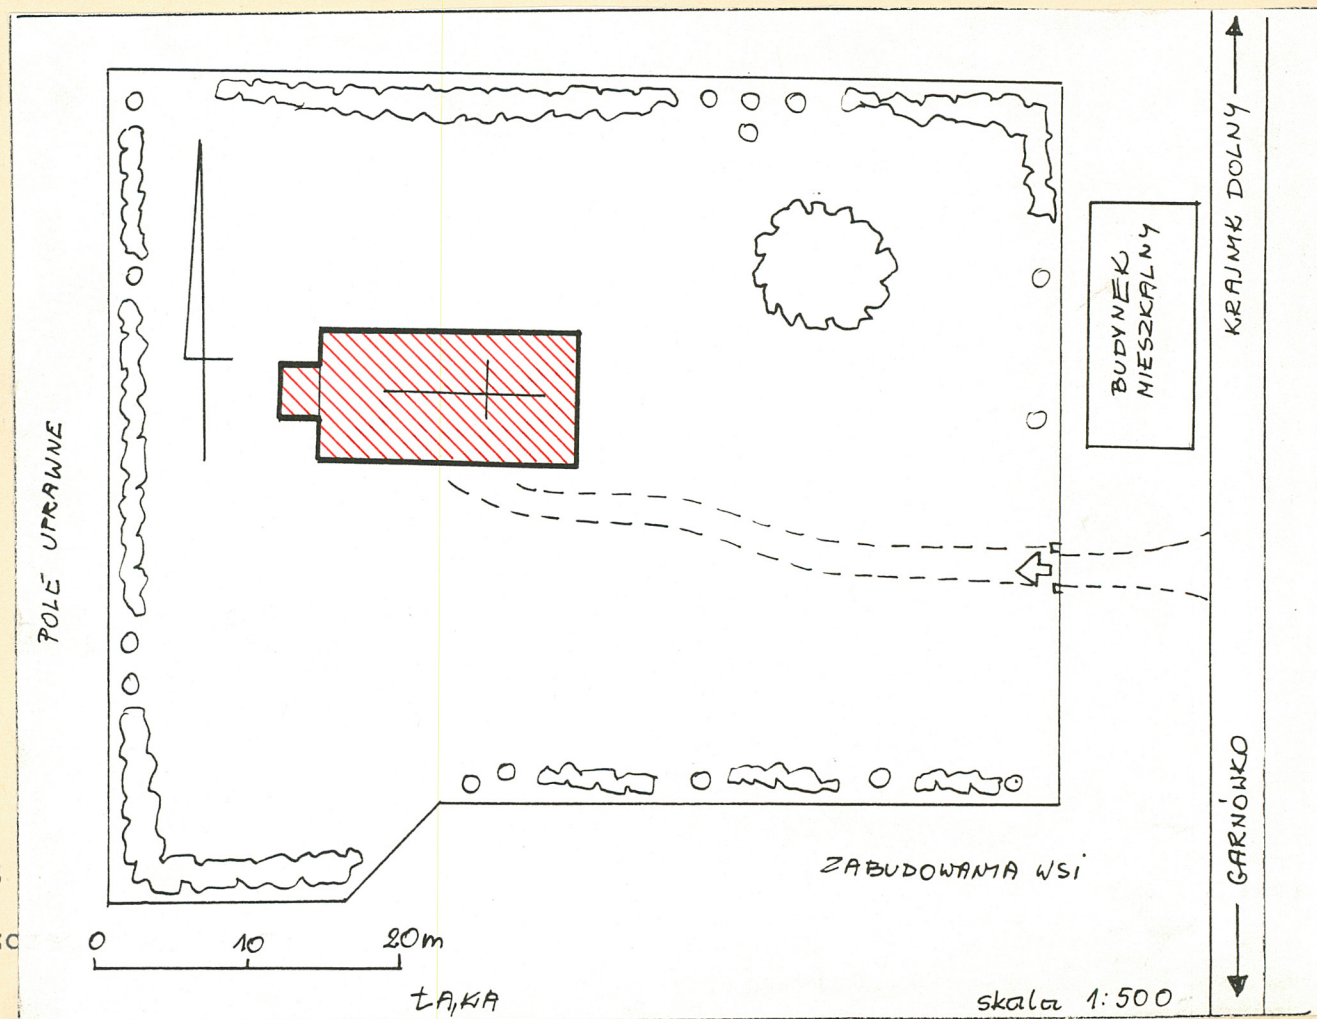 KRAJNIK DOLNY
BUDYNEK
MIESZKALNY
POLE UPRAWNE
GARNÓWKO
ZABUDOWANIA WSI
0 10 20m
ŁĄKA
skala 1:500